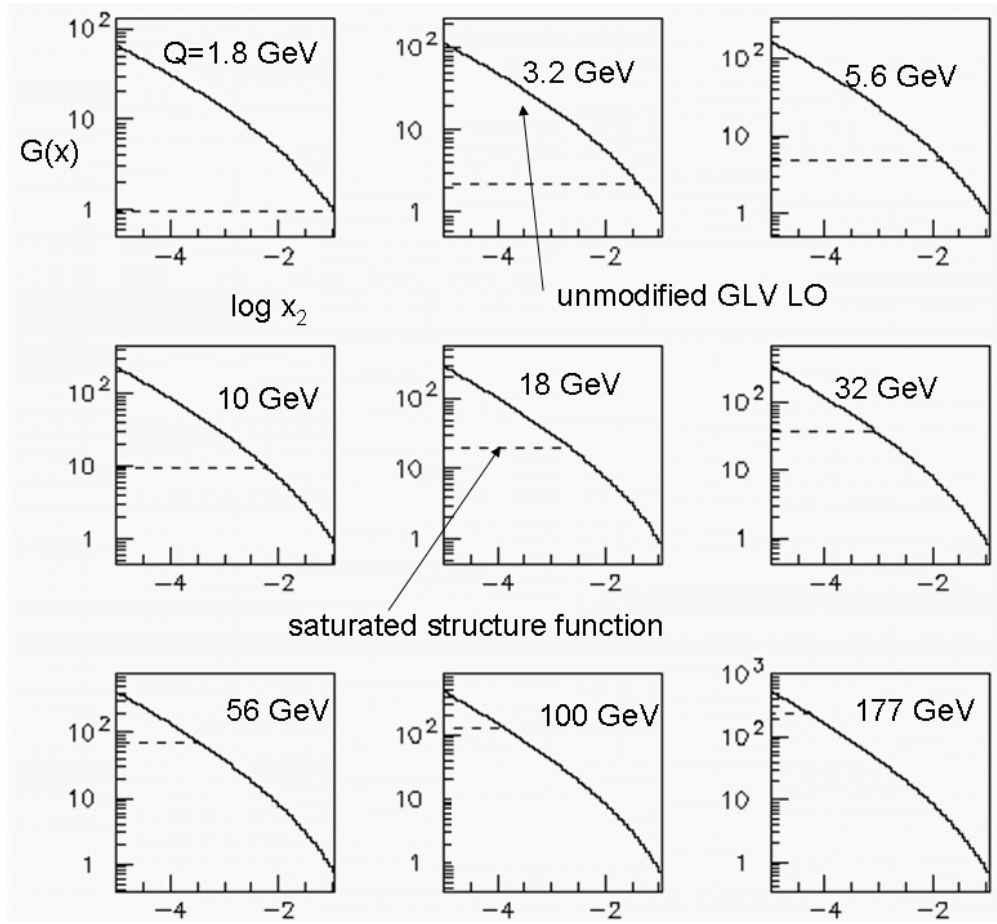 10²
10
1
G(x)
Q=1.8 GeV
−4 −2
log x₂
10²
10
1
3.2 GeV
−4 −2
unmodified GLV LO
10²
10
1
5.6 GeV
−4 −2
10²
10
1
10 GeV
−4 −2
10²
10
1
18 GeV
−4 −2
saturated structure function
10²
10
1
32 GeV
−4 −2
10²
10
1
56 GeV
−4 −2
10²
10
1
100 GeV
−4 −2
10³
10²
10
1
177 GeV
−4 −2